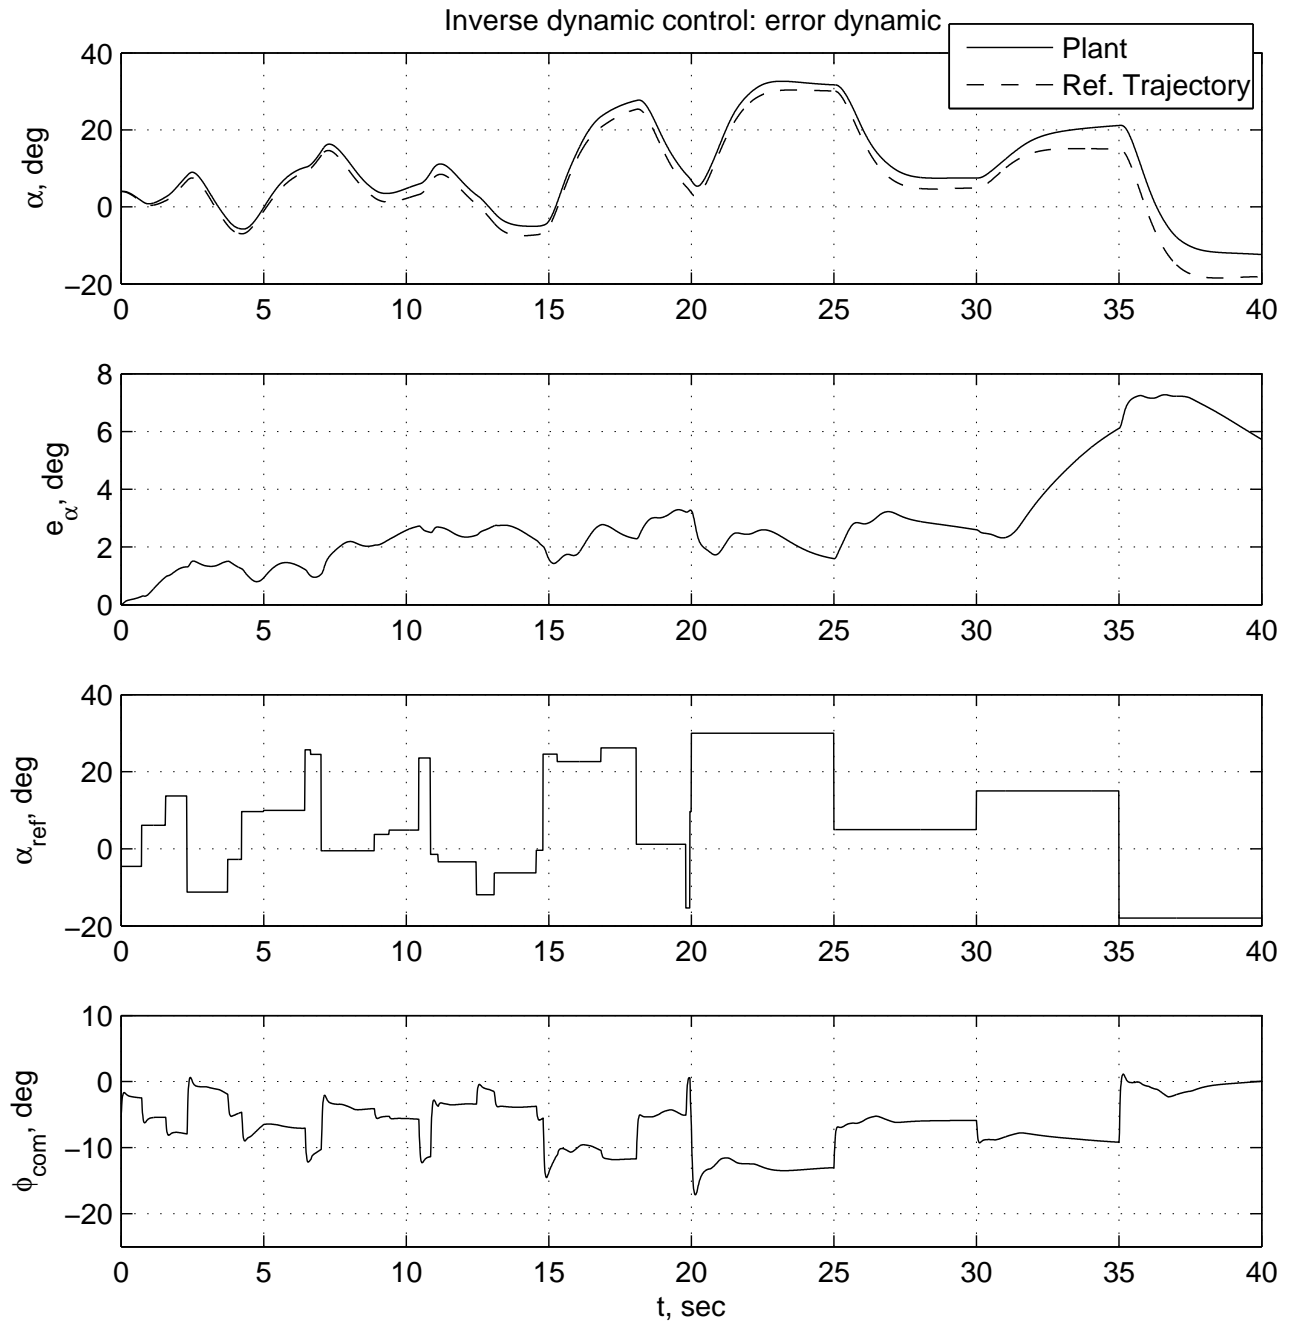 Inverse dynamic control: error dynamic
Plant
Ref. Trajectory
α, deg
40
20
0
−20
0 5 10 15 20 25 30 35 40
e_α, deg
8
6
4
2
0
0 5 10 15 20 25 30 35 40
α_ref, deg
40
20
0
−20
0 5 10 15 20 25 30 35 40
ϕ_com, deg
10
0
−10
−20
0 5 10 15 20 25 30 35 40
t, sec